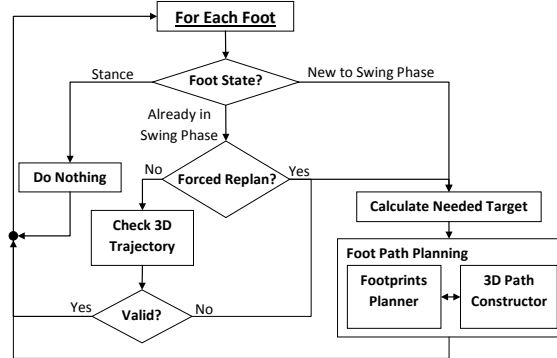 For Each Foot
Foot State?
Stance
New to Swing Phase
Already in
Swing Phase
Forced Replan?
No
Yes
Do Nothing
Calculate Needed Target
Check 3D
Trajectory
Foot Path Planning
Footprints
Planner
3D Path
Constructor
Valid?
Yes
No